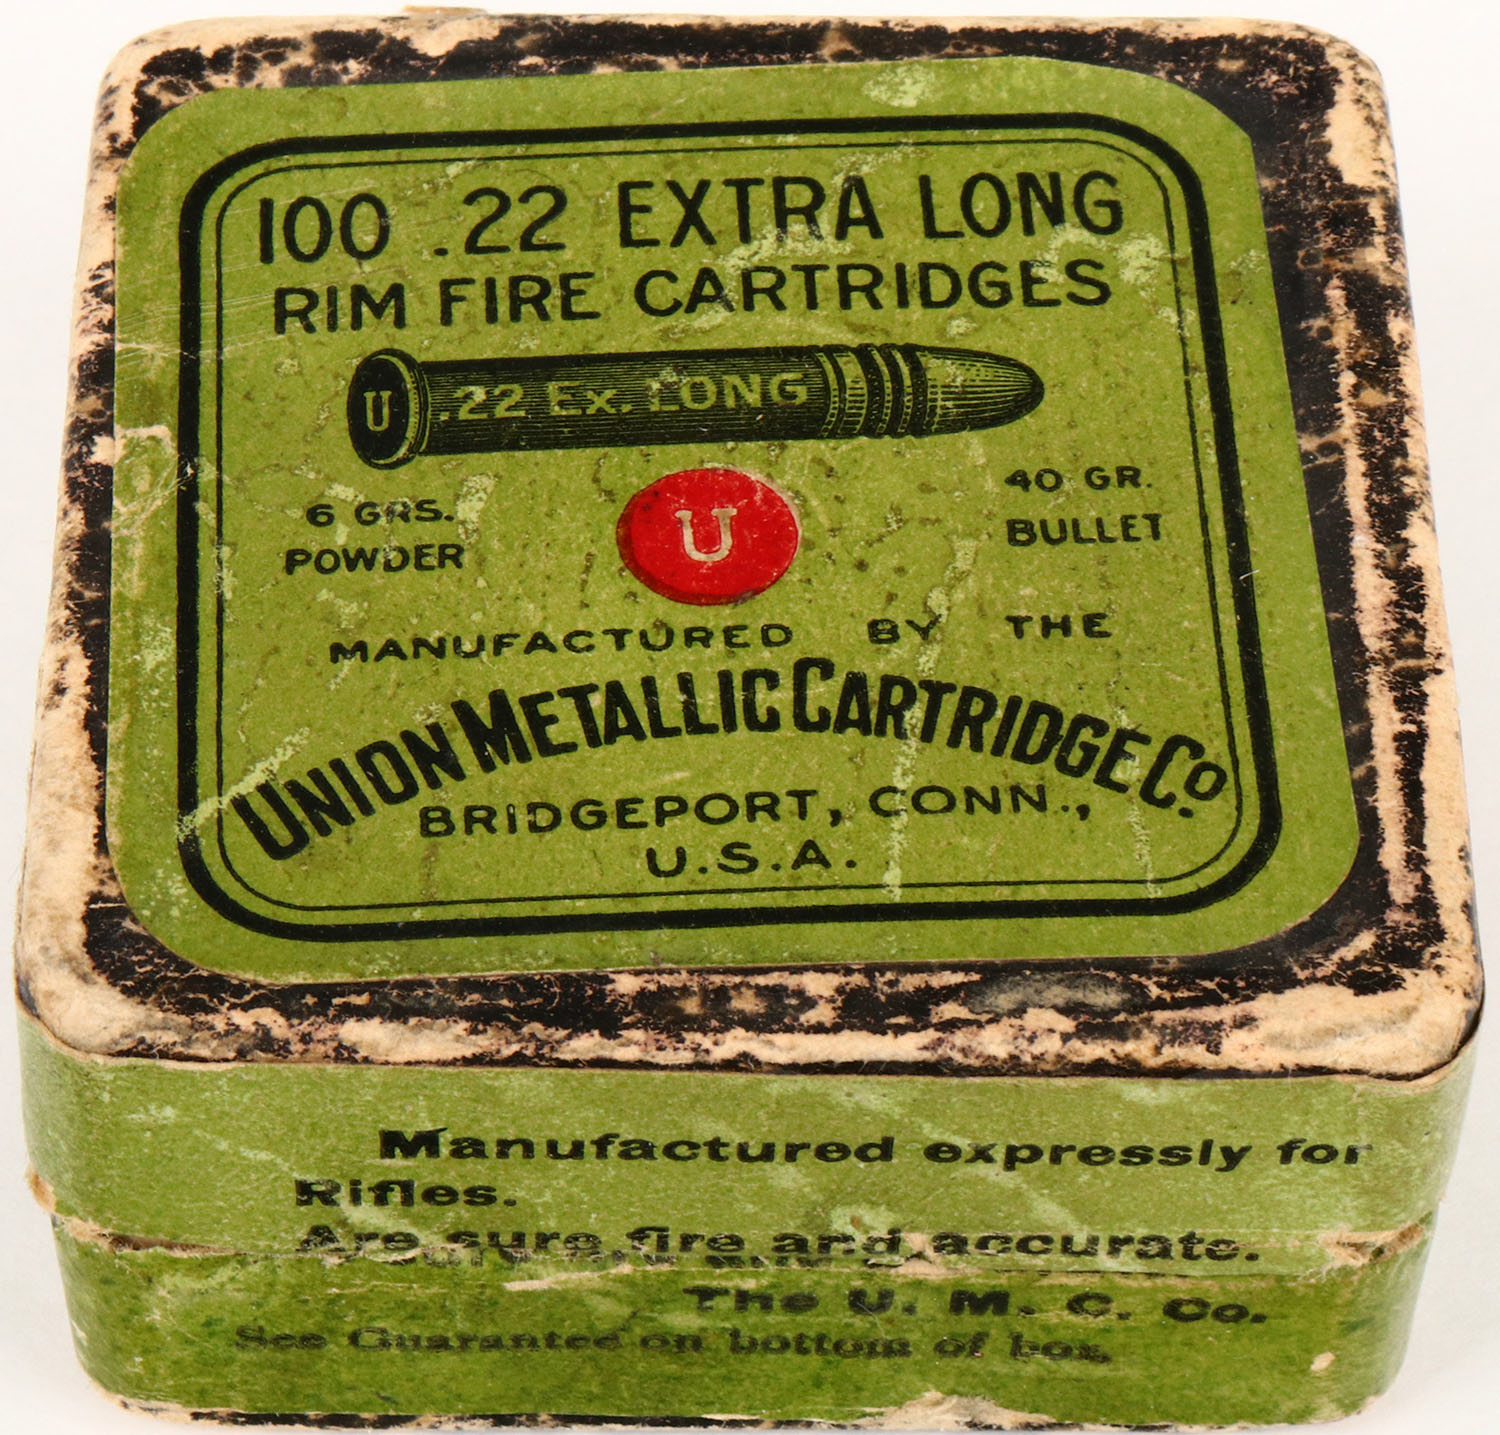 100 .22 EXTRA LONG
RIM FIRE CARTRIDGES
U .22 EX. LONG
6 GRS.
POWDER
U
40 GR.
BULLET
MANUFACTURED BY THE
UNION METALLIC CARTRIDGE CO.
BRIDGEPORT, CONN.,
U.S.A.
Manufactured expressly for
Rifles.
Are sure fire and accurate.
The U. M. C. Co.
See Guarantee on bottom of box.